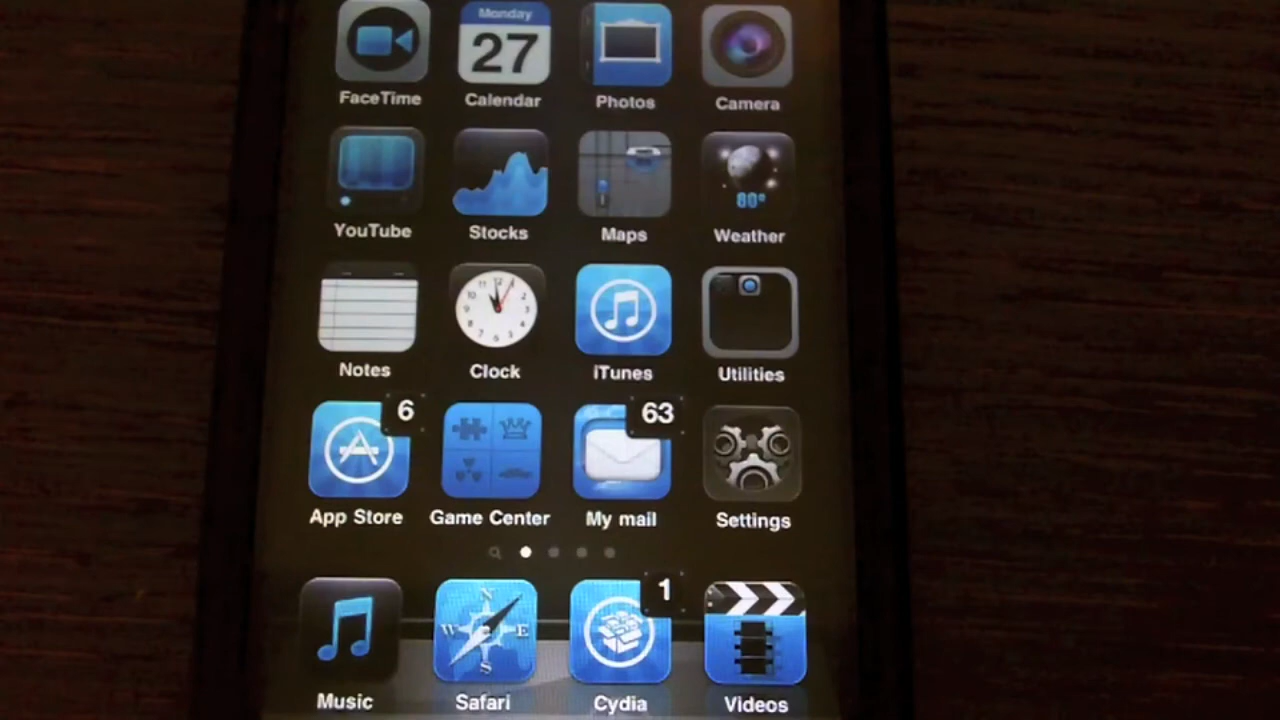 Monday
27
FaceTime Calendar Photos Camera
80°
YouTube Stocks Maps Weather
Notes Clock iTunes Utilities
6 63
App Store Game Center My mail Settings
1
N
W E
S
Music Safari Cydia Videos